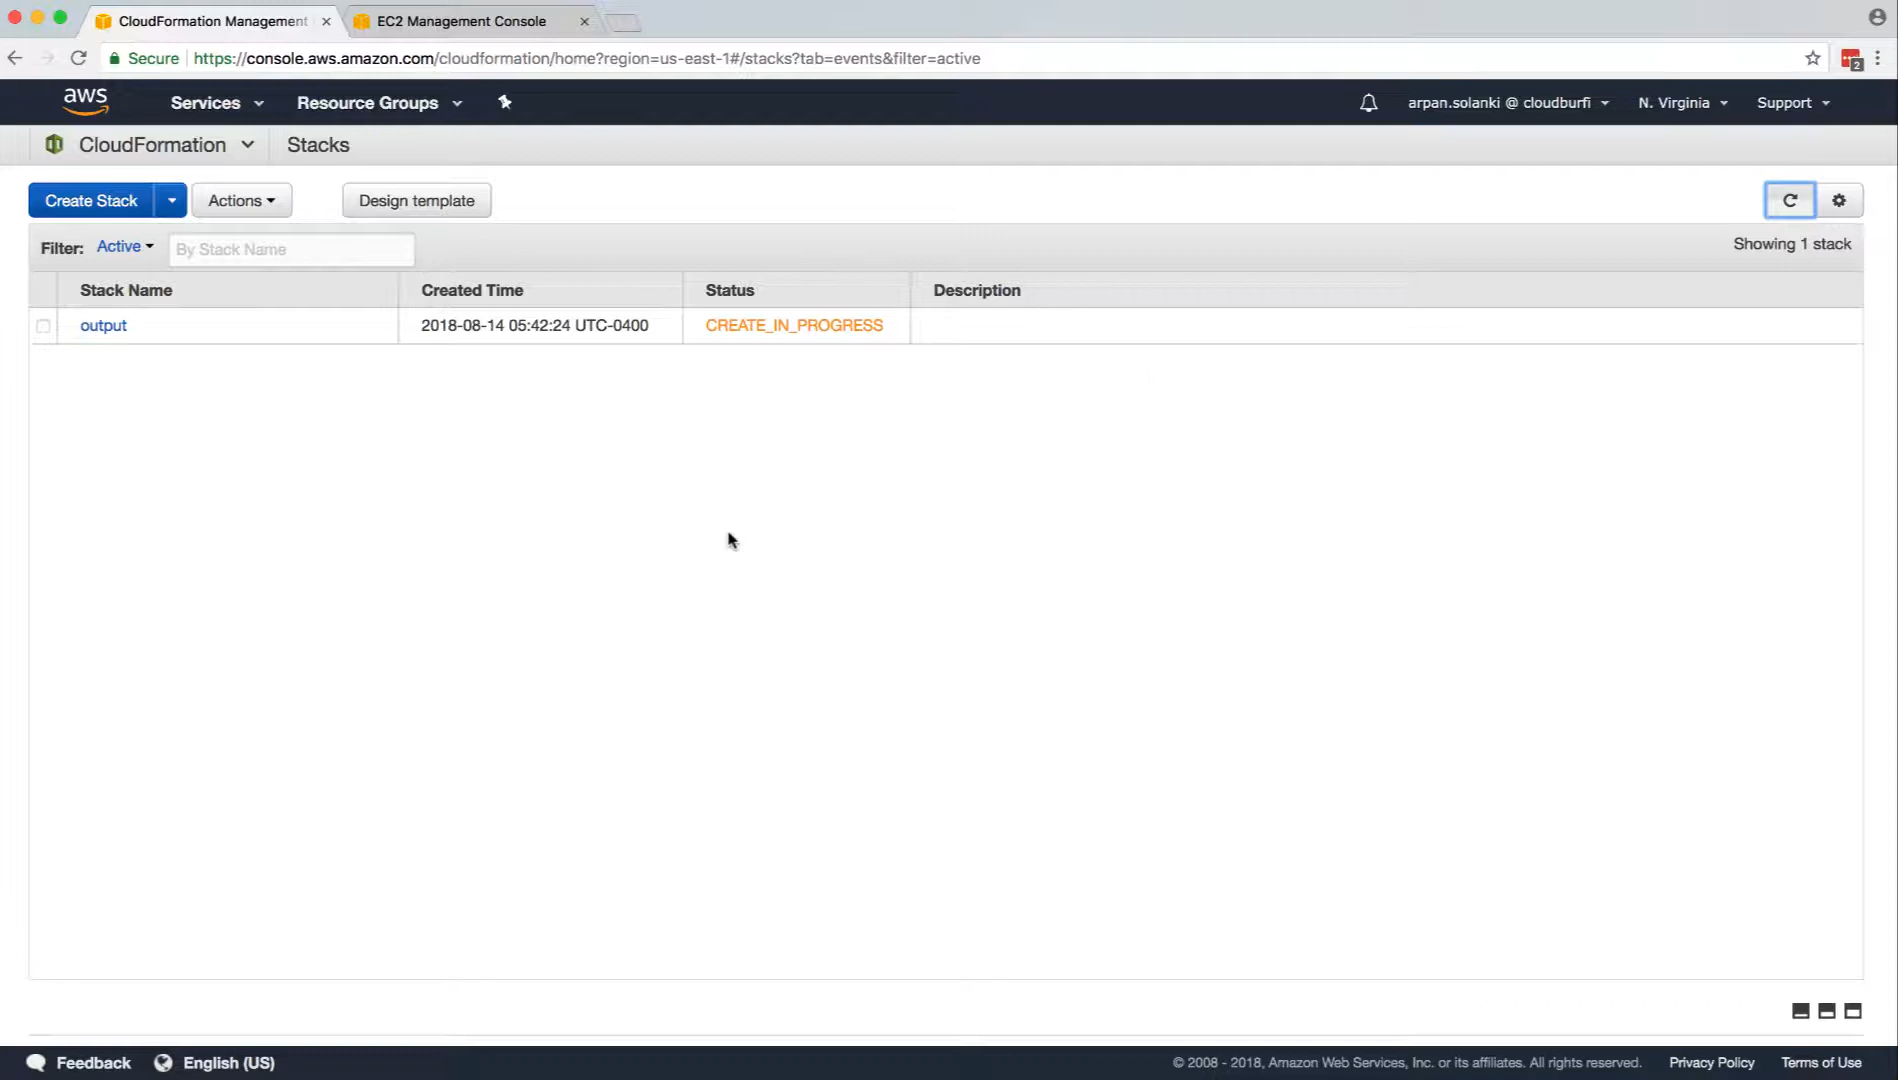 CloudFormation Management
EC2 Management Console
Secure https://console.aws.amazon.com/cloudformation/home?region=us-east-1#/stacks?tab=events&filter=active
2
aws Services Resource Groups arpan.solanki @ cloudburfi N. Virginia Support
CloudFormation Stacks
Create Stack Actions Design template
Filter: Active By Stack Name Showing 1 stack
Stack Name Created Time Status Description
output 2018-08-14 05:42:24 UTC-0400 CREATE_IN_PROGRESS
Feedback English (US) © 2008 - 2018, Amazon Web Services, Inc. or its affiliates. All rights reserved. Privacy Policy Terms of Use